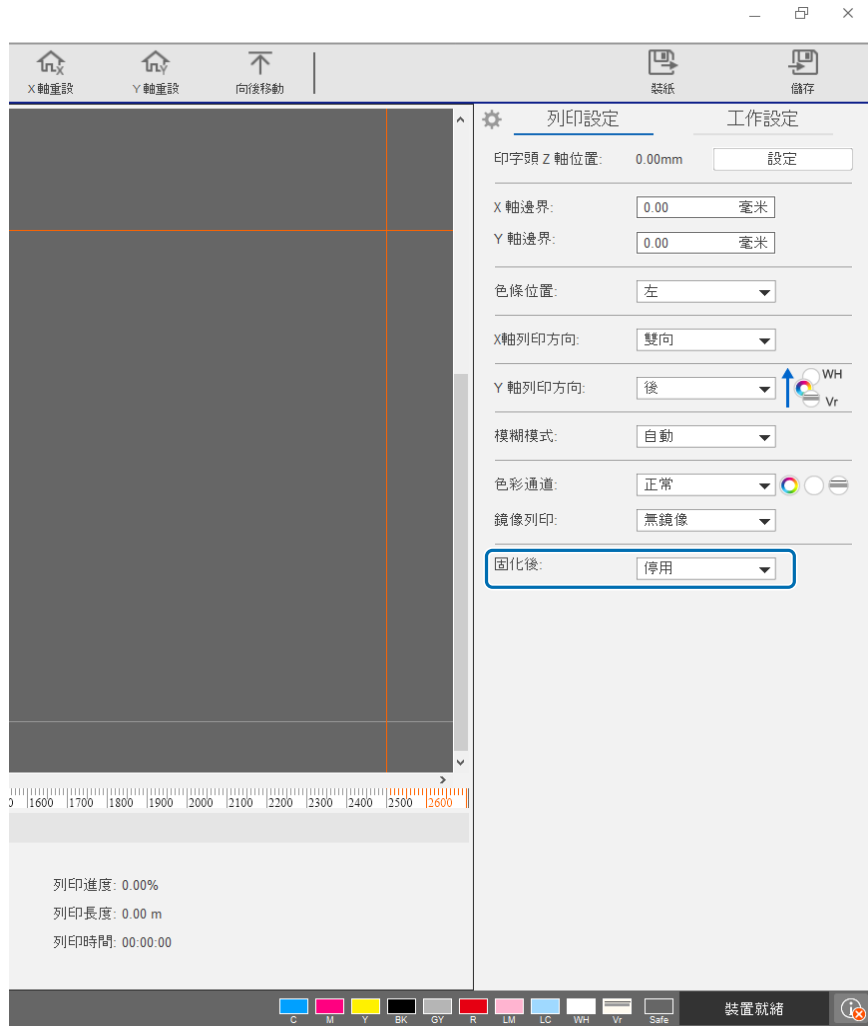 X 軸重設 Y 軸重設 向後移動 裝紙 儲存
列印設定 工作設定
印字頭 Z 軸位置: 0.00mm 設定
X 軸邊界: 0.00 毫米
Y 軸邊界: 0.00 毫米
色條位置: 左
X軸列印方向: 雙向
Y 軸列印方向: 後 WH Vr
模糊模式: 自動
色彩通道: 正常
鏡像列印: 無鏡像
固化後: 停用
0 1600 1700 1800 1900 2000 2100 2200 2300 2400 2500 2600
列印進度: 0.00%
列印長度: 0.00 m
列印時間: 00:00:00
C M Y BK GY R LM LC WH Vr Safe 裝置就緒